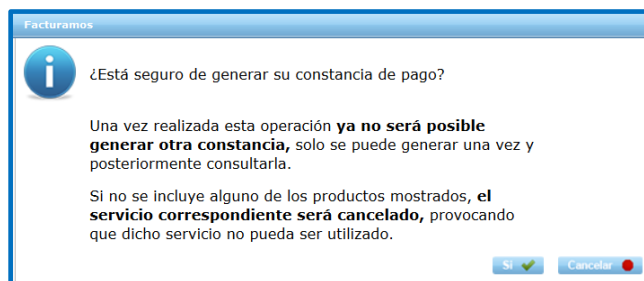 Facturamos
¿Está seguro de generar su constancia de pago?
Una vez realizada esta operación ya no será posible
generar otra constancia, solo se puede generar una vez y
posteriormente consultarla.
Si no se incluye alguno de los productos mostrados, el
servicio correspondiente será cancelado, provocando
que dicho servicio no pueda ser utilizado.
Si Cancelar